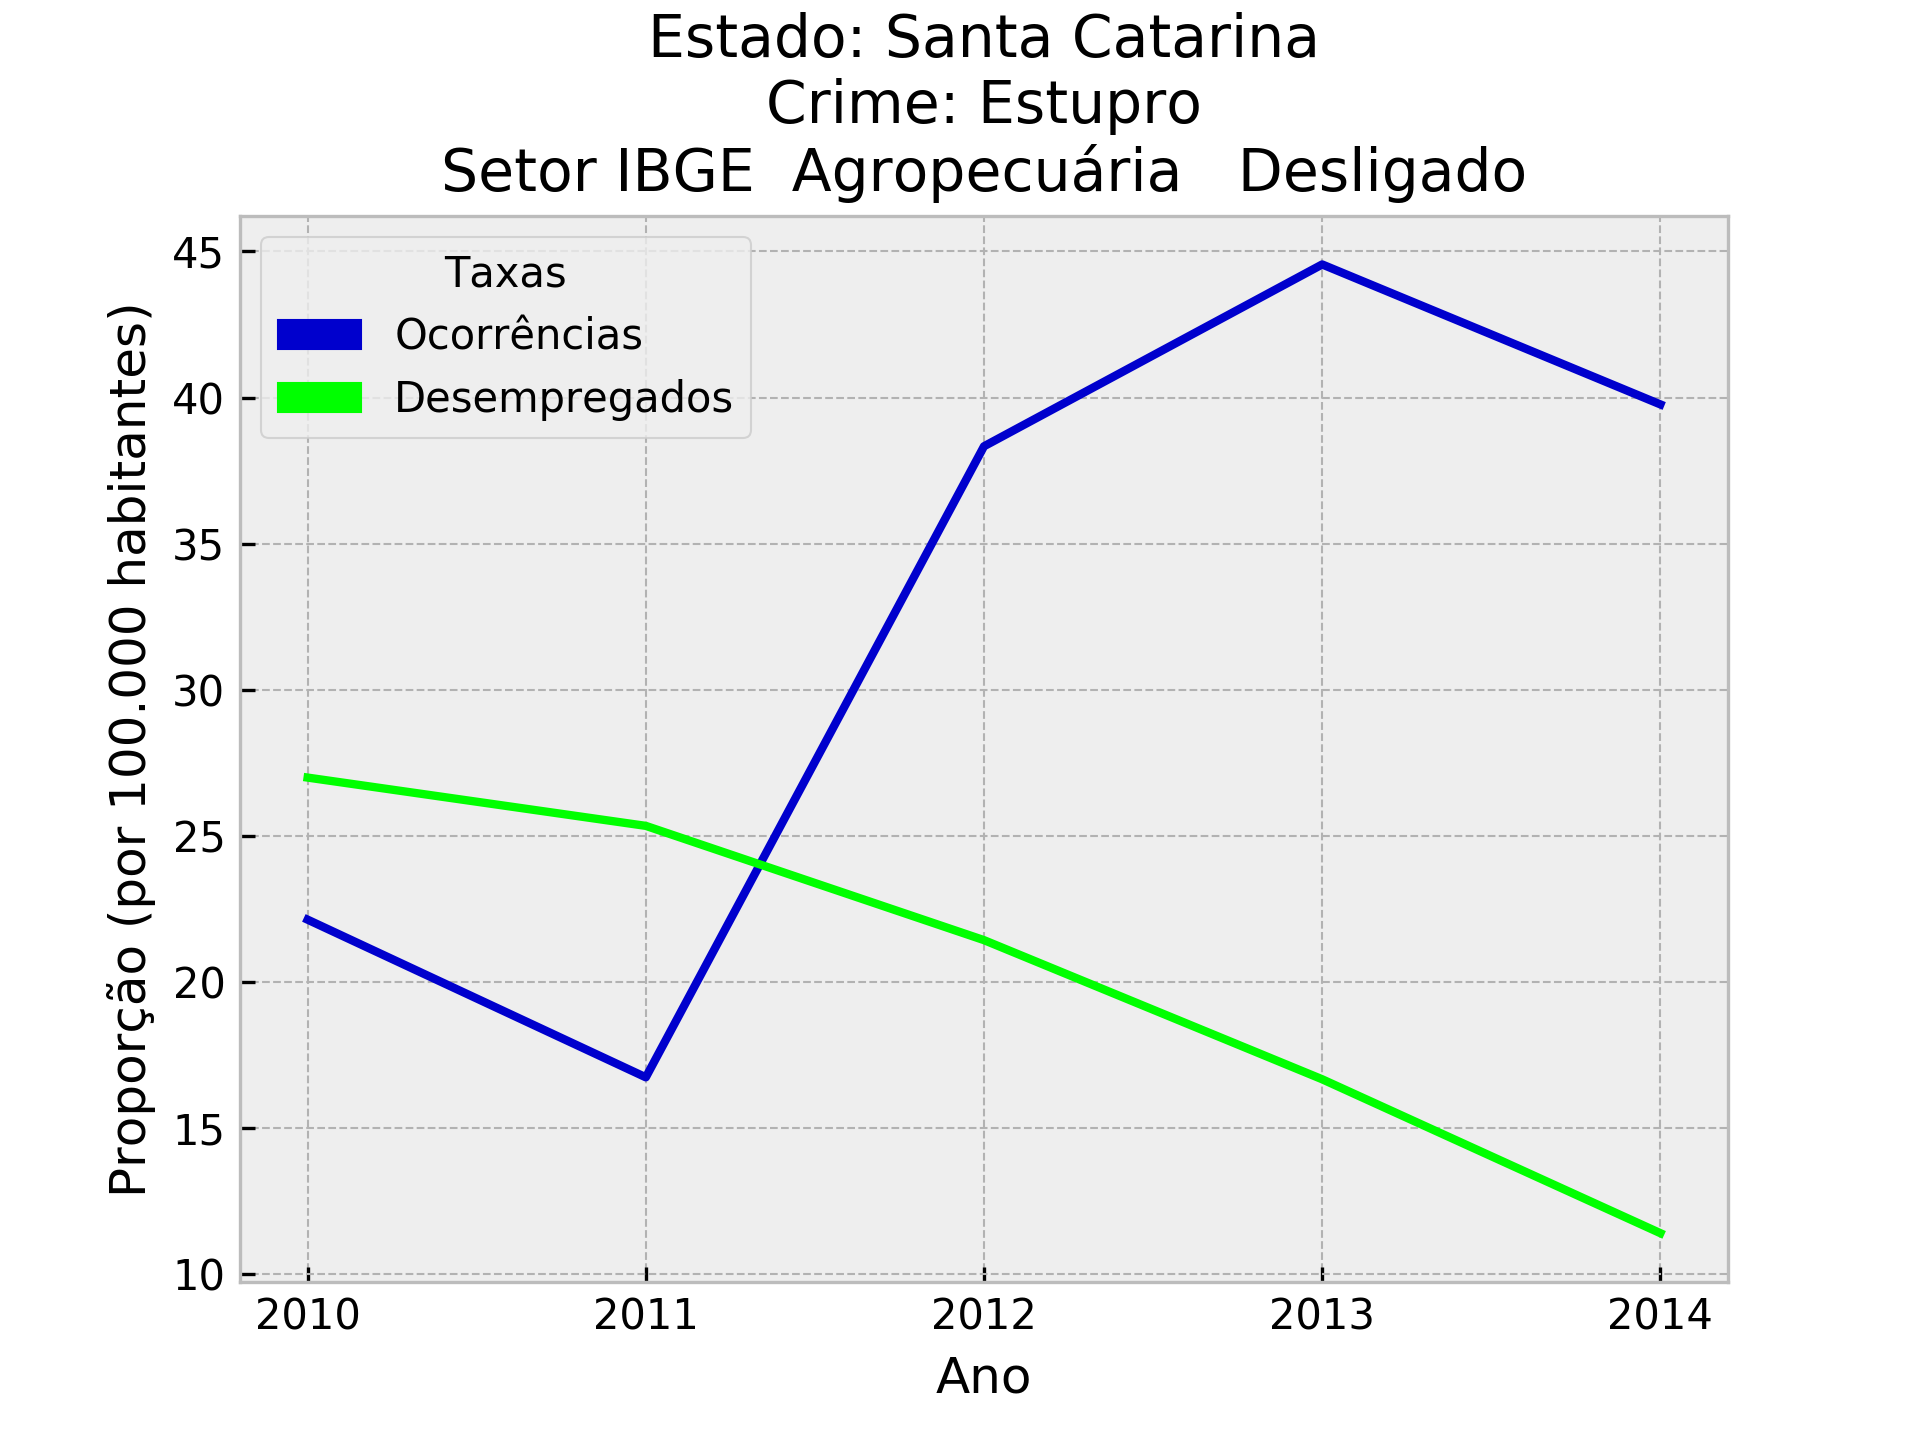 Estado: Santa Catarina
Crime: Estupro
Setor IBGE  Agropecuária   Desligado
Taxas
Ocorrências
Desempregados
Proporção (por 100.000 habitantes)
45
40
35
30
25
20
15
10
2010 2011 2012 2013 2014
Ano